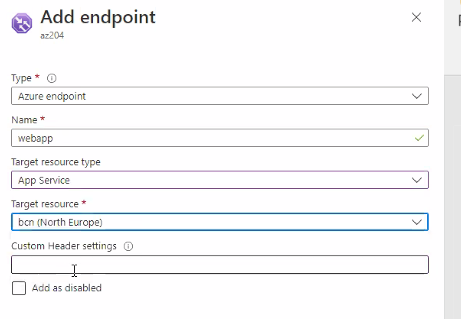 Add endpoint
az204
Type *
Azure endpoint
Name *
webapp
Target resource type
App Service
Target resource *
bcn (North Europe)
Custom Header settings
Add as disabled